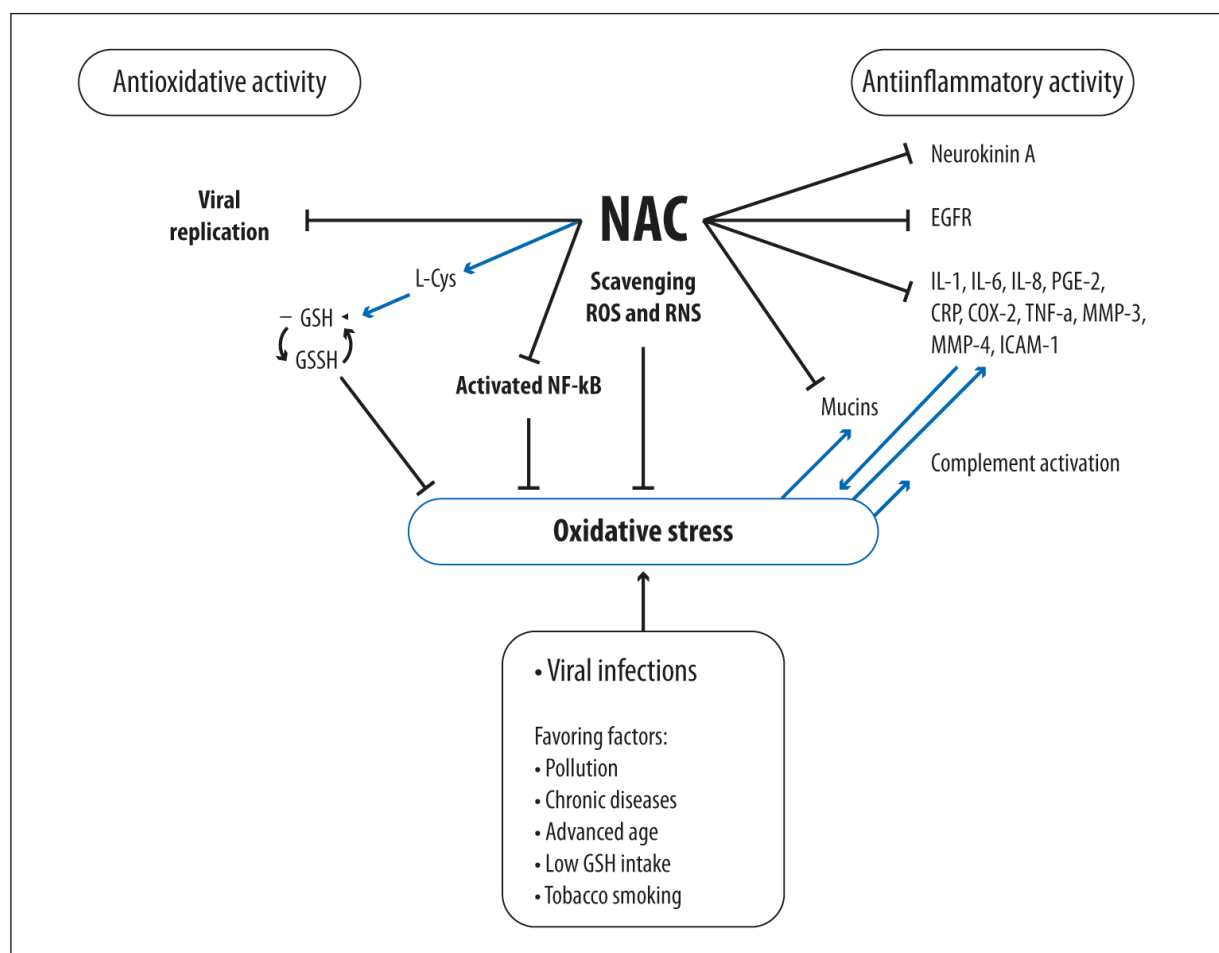 Antioxidative activity
Antiinflammatory activity
Neurokinin A
Viral
replication
NAC
EGFR
L-Cys
Scavenging
ROS and RNS
IL-1, IL-6, IL-8, PGE-2,
CRP, COX-2, TNF-a, MMP-3,
MMP-4, ICAM-1
– GSH
GSSH
Activated NF-kB
Mucins
Complement activation
Oxidative stress
• Viral infections
Favoring factors:
• Pollution
• Chronic diseases
• Advanced age
• Low GSH intake
• Tobacco smoking